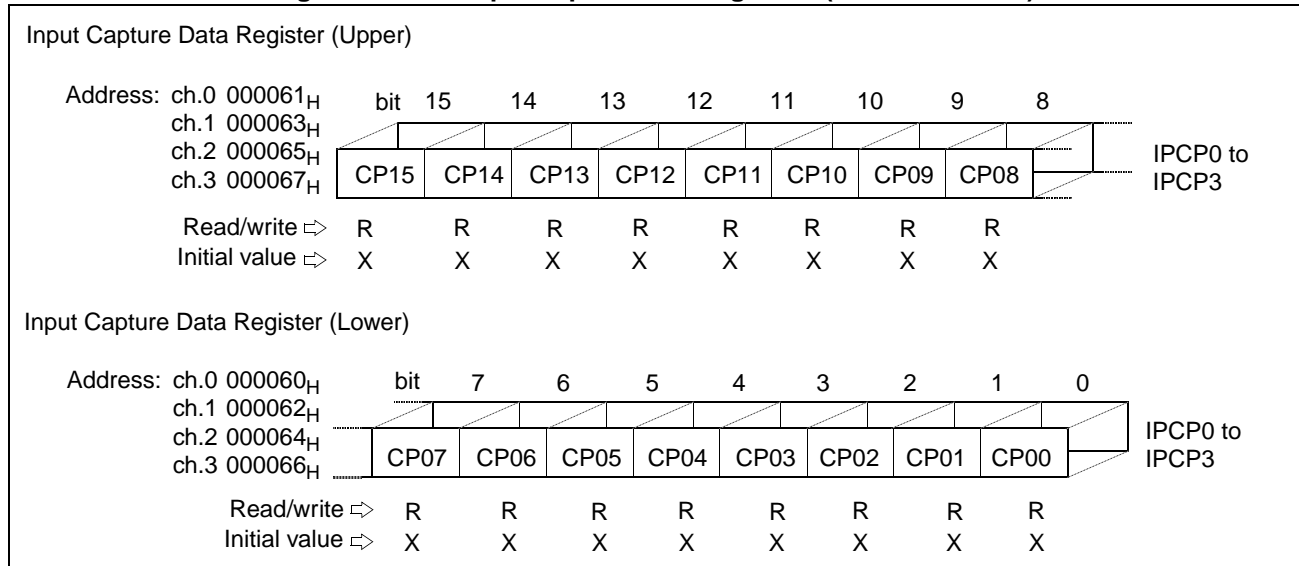 Input Capture Data Register (Upper)
Address: ch.0 000061H bit 15 14 13 12 11 10 9 8
ch.1 000063H
ch.2 000065H
ch.3 000067H
CP15 CP14 CP13 CP12 CP11 CP10 CP09 CP08
IPCP0 to
IPCP3
Read/write ⇨ R R R R R R R R
Initial value ⇨ X X X X X X X X
Input Capture Data Register (Lower)
Address: ch.0 000060H bit 7 6 5 4 3 2 1 0
ch.1 000062H
ch.2 000064H
ch.3 000066H
CP07 CP06 CP05 CP04 CP03 CP02 CP01 CP00
IPCP0 to
IPCP3
Read/write ⇨ R R R R R R R R
Initial value ⇨ X X X X X X X X